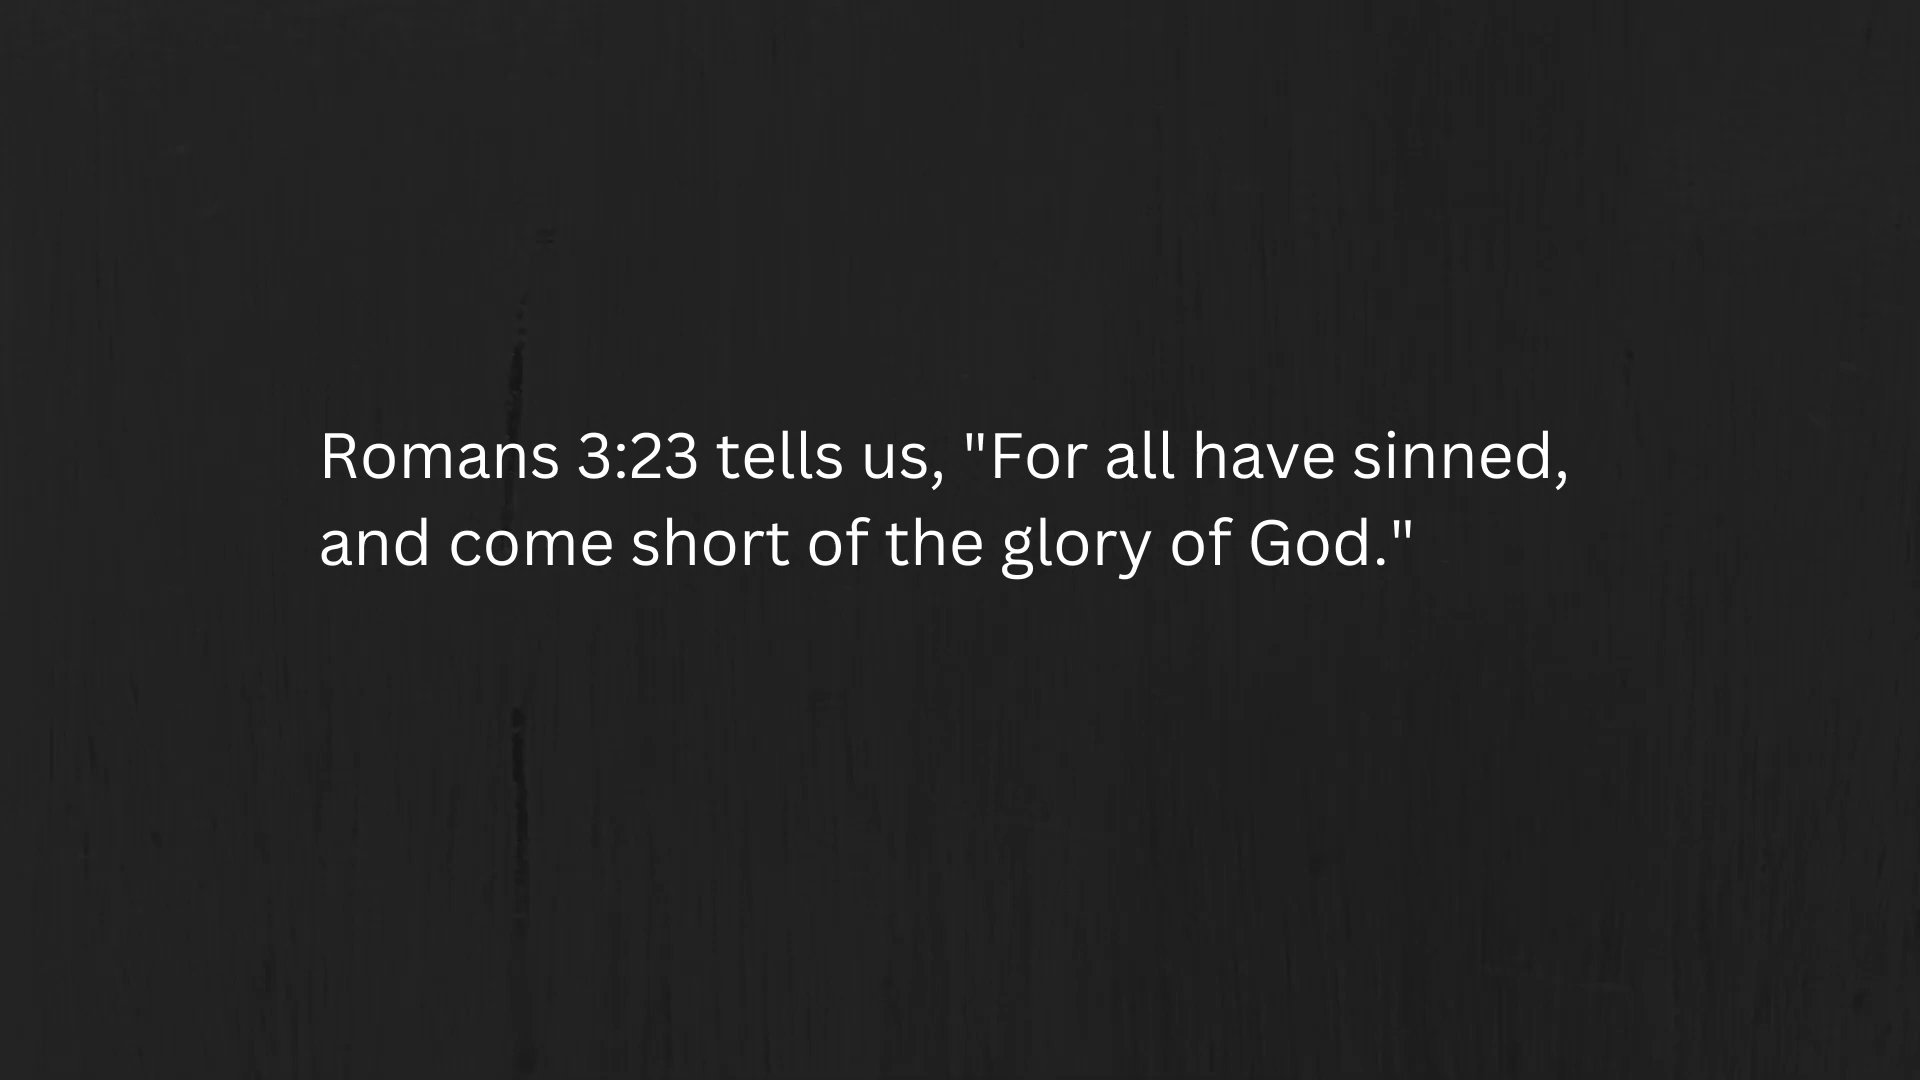 Romans 3:23 tells us, "For all have sinned,
and come short of the glory of God."